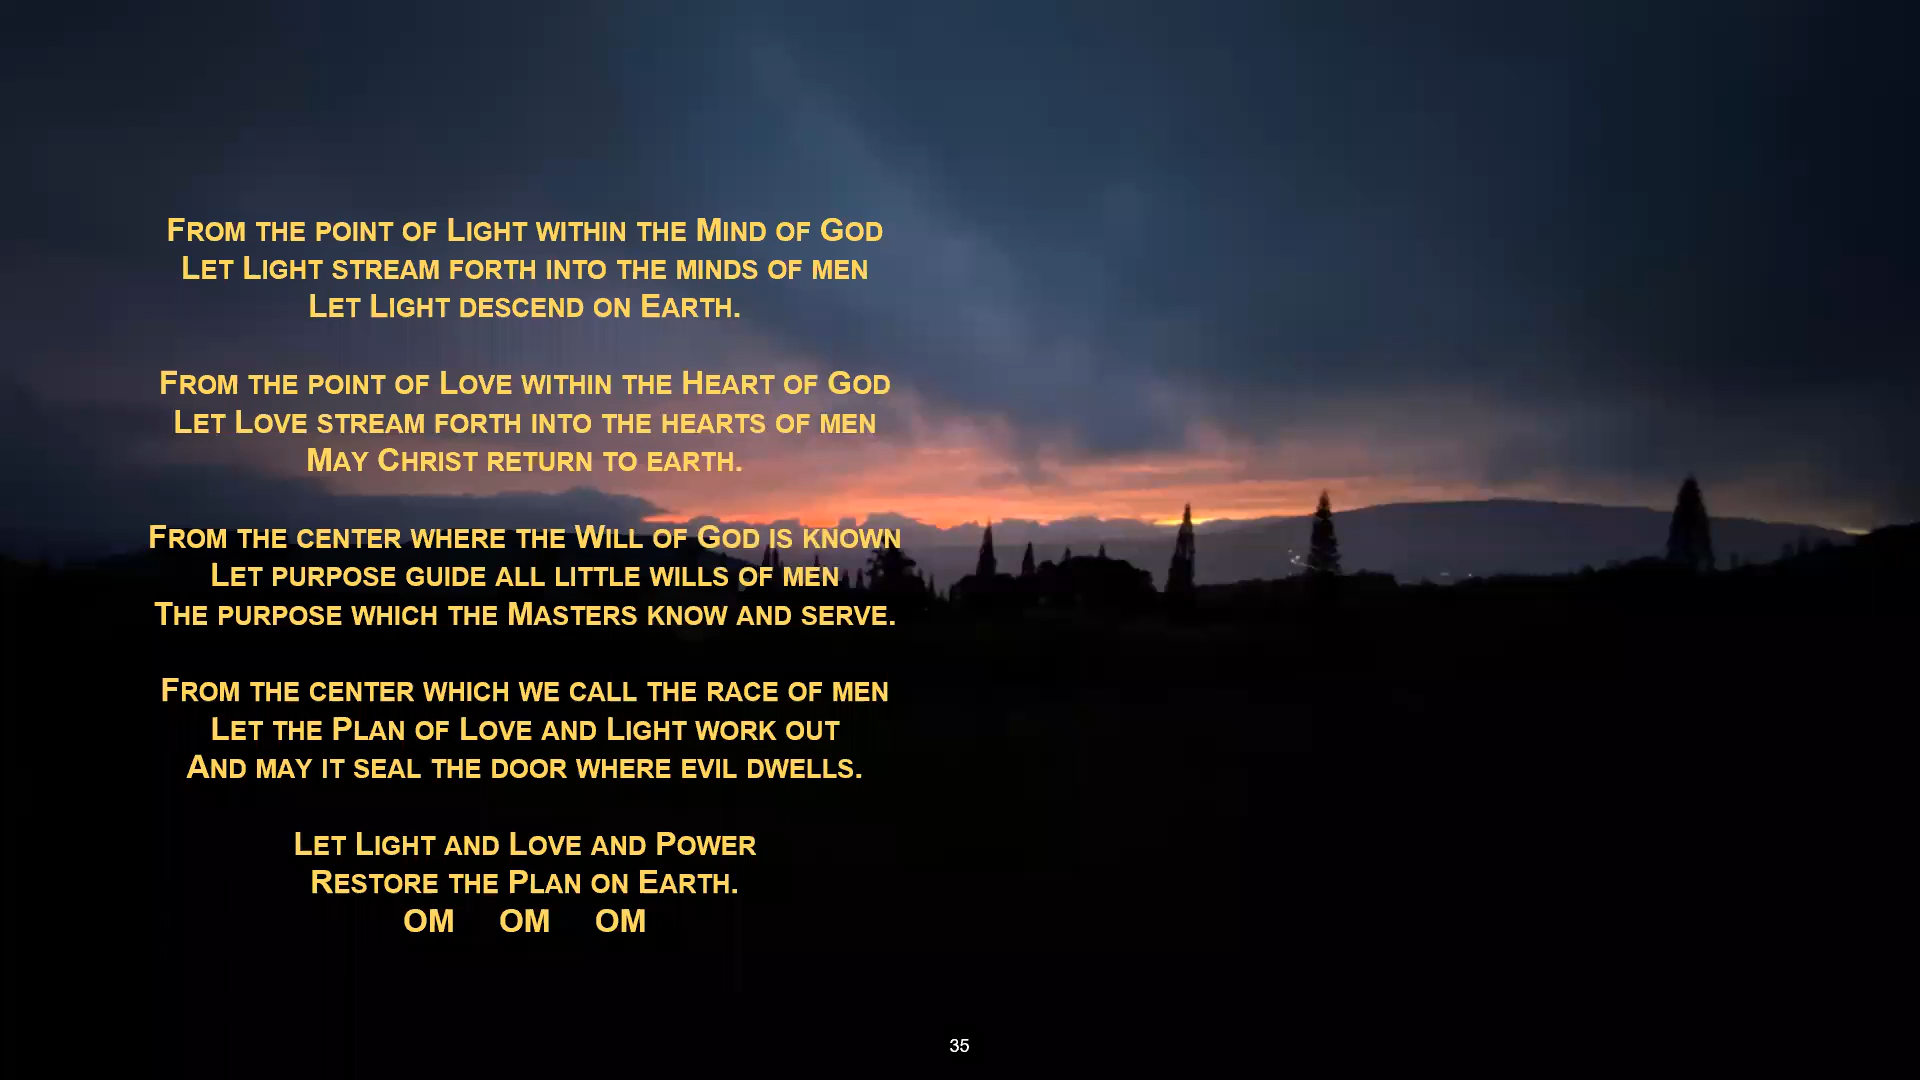 From the point of Light within the Mind of God
Let Light stream forth into the minds of men
Let Light descend on Earth.
From the point of Love within the Heart of God
Let Love stream forth into the hearts of men
May Christ return to earth.
From the center where the Will of God is known
Let purpose guide all little wills of men
The purpose which the Masters know and serve.
From the center which we call the race of men
Let the Plan of Love and Light work out
And may it seal the door where evil dwells.
Let Light and Love and Power
Restore the Plan on Earth.
OM OM OM
35